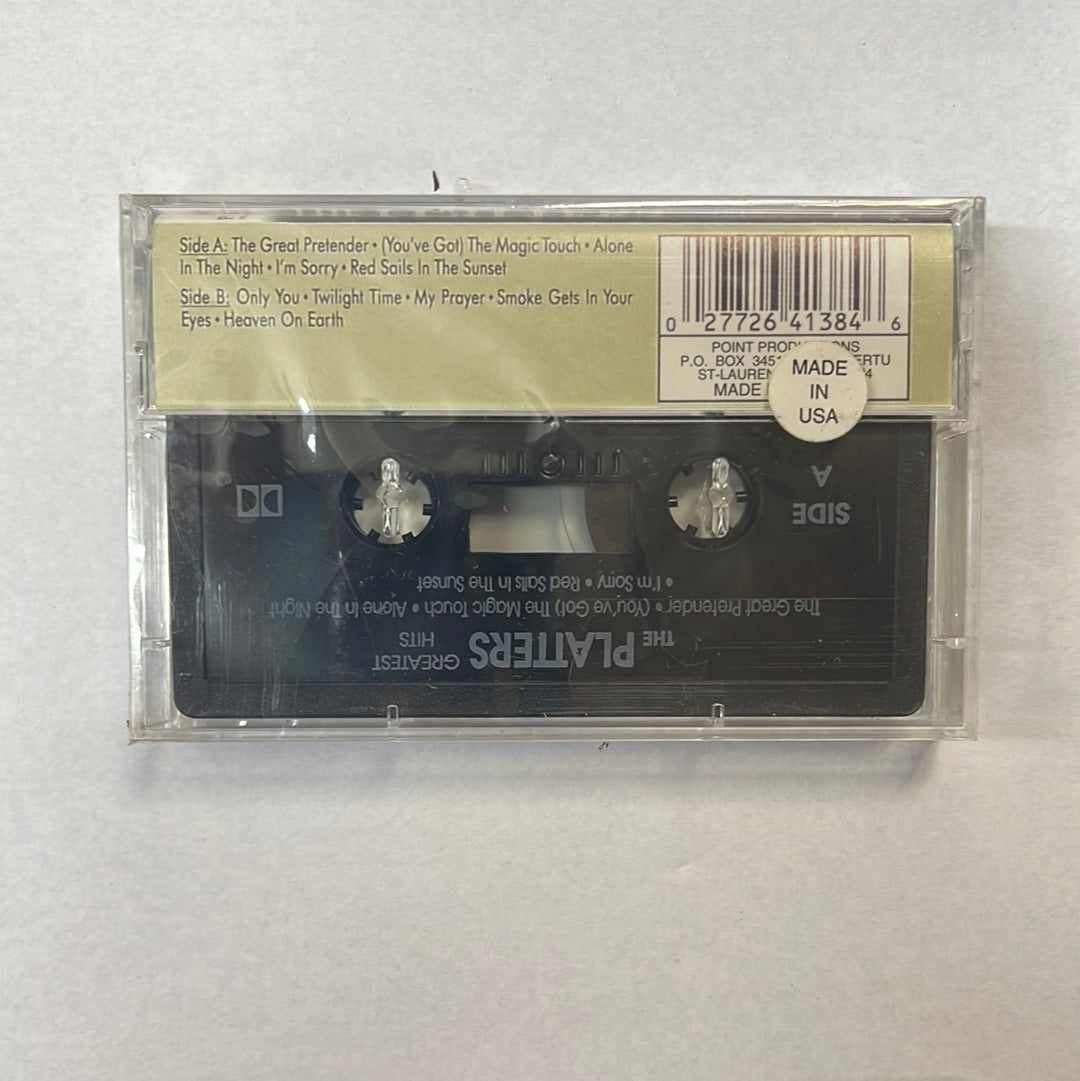 Side A: The Great Pretender • (You've Got) The Magic Touch • Alone
In The Night • I'm Sorry • Red Sails In The Sunset
Side B: Only You • Twilight Time • My Prayer • Smoke Gets In Your
Eyes • Heaven On Earth
0 27726 41384 6
POINT
P.O. BOX
MADE
MADE
IN
USA
SIDE
A
• I'm Sorry • Red Sails In The Sunset
The Great Pretender • (You've Got) The Magic Touch • Alone In The Night
THE PLATTERS GREATEST
HITS